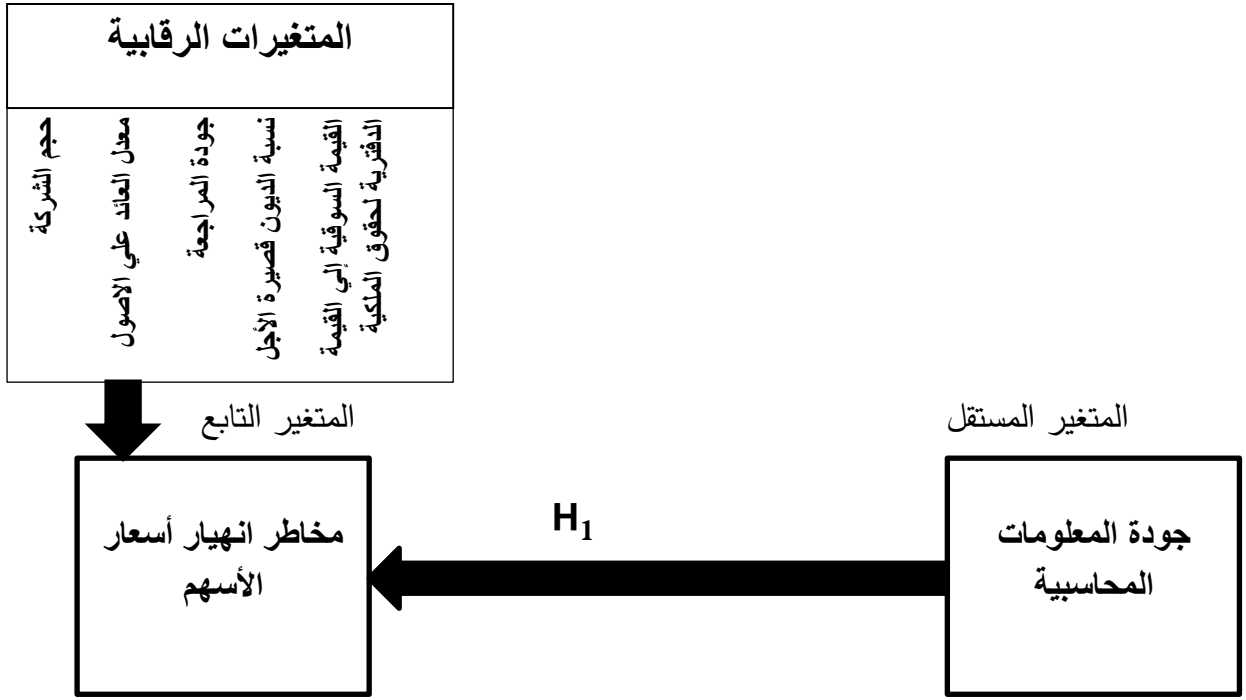 المتغيرات الرقابية
القيمة السوقية إلي القيمة
الدفترية لحقوق الملكية
نسبة الديون قصيرة الأجل
جودة المراجعة
معدل العائد علي الاصول
حجم الشركة
المتغير المستقل
المتغير التابع
جودة المعلومات
المحاسبية
H1
مخاطر انهيار أسعار
الأسهم